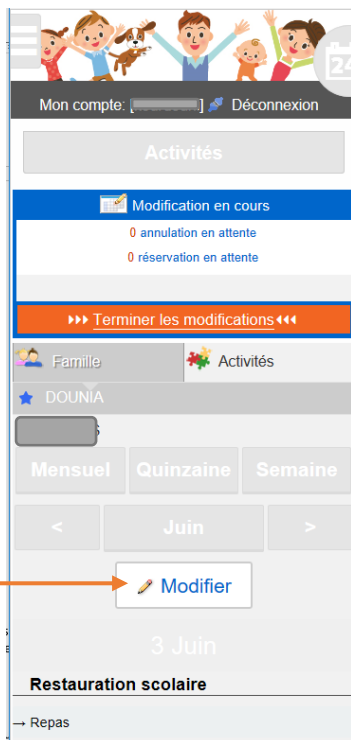 24
Mon compte: [ ] Déconnexion
Activités
Modification en cours
0 annulation en attente
0 réservation en attente
Terminer les modifications
Famille Activités
DOUNIA
Mensuel Quinzaine Semaine
< Juin >
Modifier
3 Juin
Restauration scolaire
→ Repas